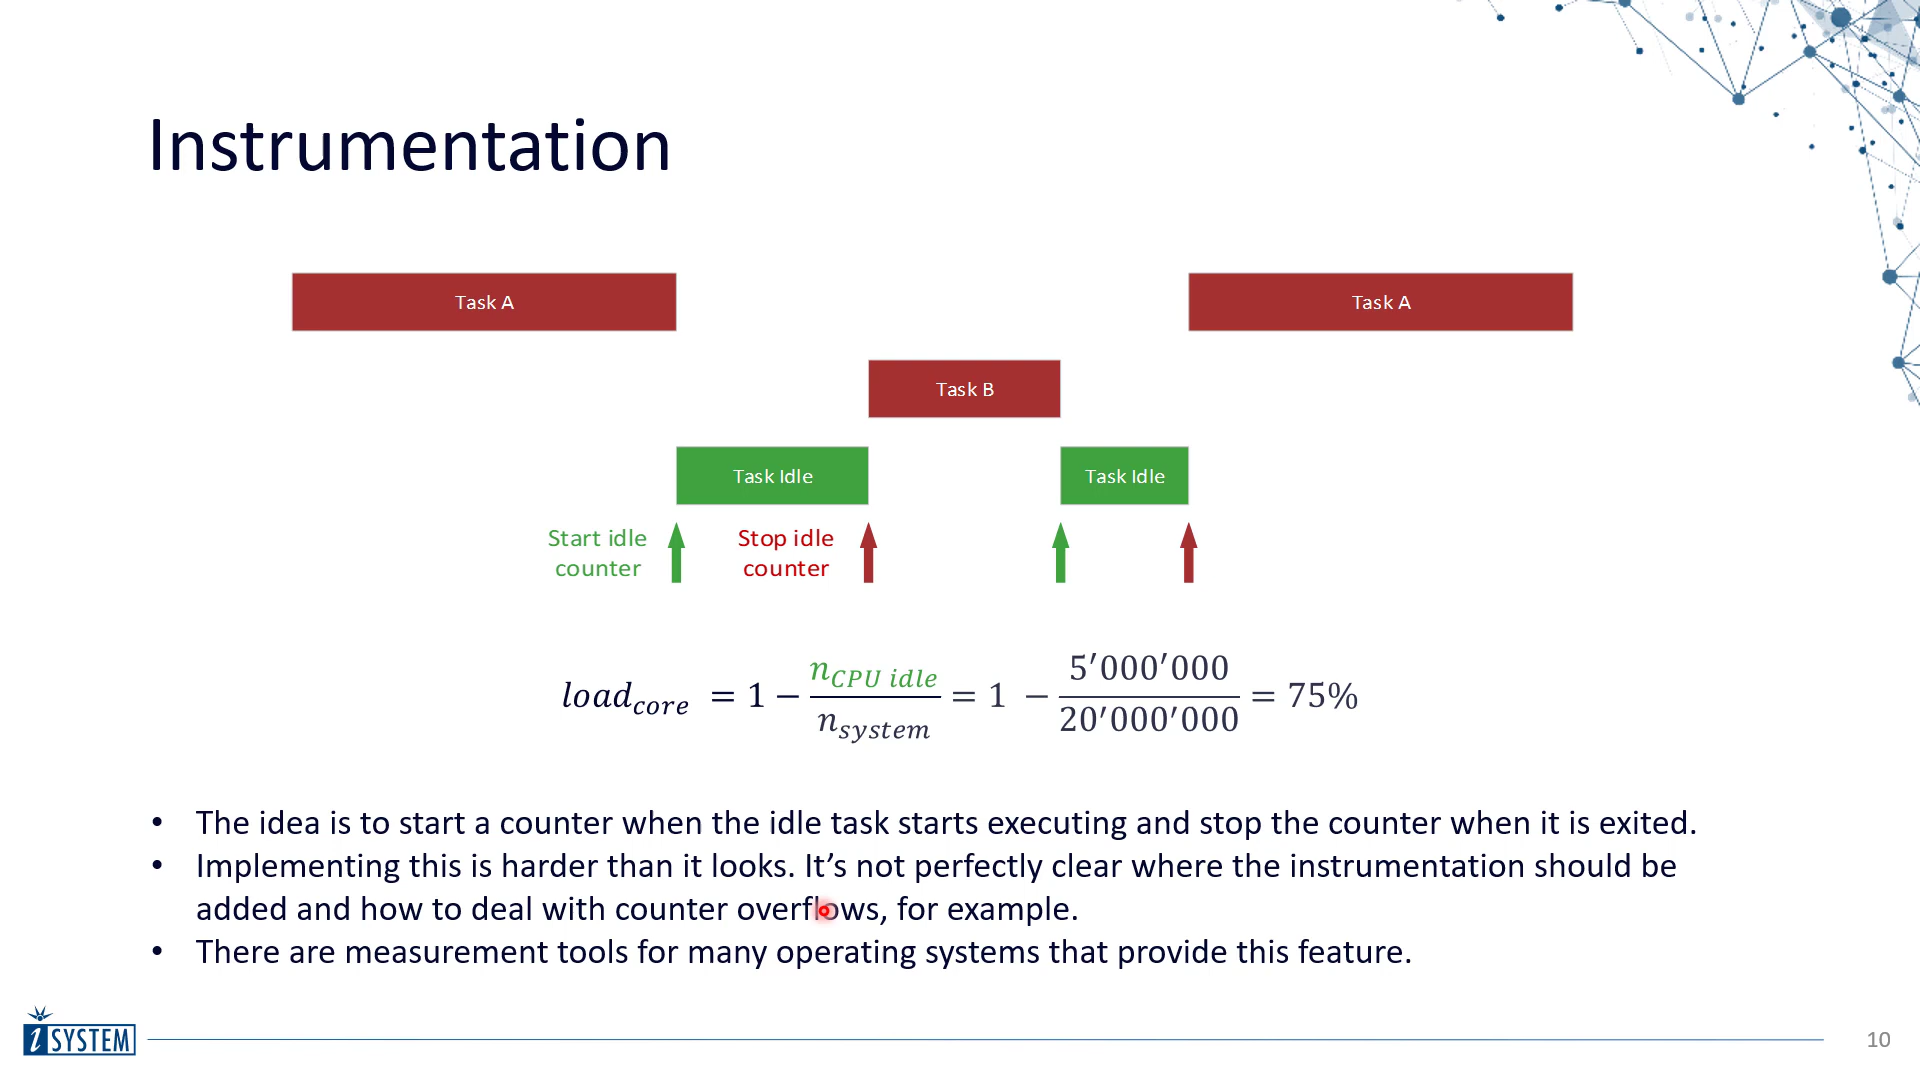 Instrumentation
Task A
Task A
Task B
Task Idle
Task Idle
Start idle
counter
Stop idle
counter
load_core = 1 − n_CPU idle / n_system = 1 − 5′000′000 / 20′000′000 = 75%
• The idea is to start a counter when the idle task starts executing and stop the counter when it is exited.
• Implementing this is harder than it looks. It’s not perfectly clear where the instrumentation should be
added and how to deal with counter overflows, for example.
• There are measurement tools for many operating systems that provide this feature.
iSYSTEM
10